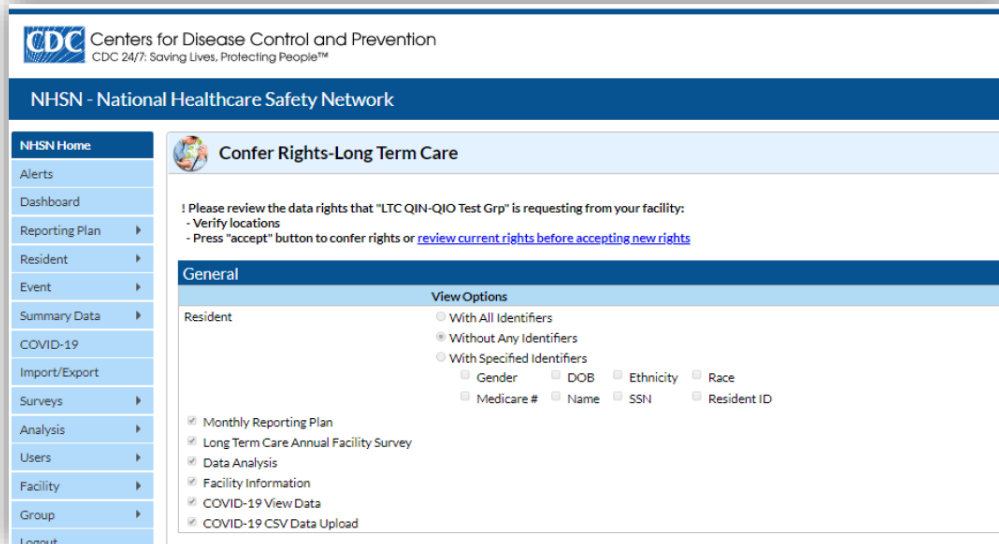 CDC
Centers for Disease Control and Prevention
CDC 24/7: Saving Lives, Protecting People™
NHSN - National Healthcare Safety Network
NHSN Home
Alerts
Dashboard
Reporting Plan
Resident
Event
Summary Data
COVID-19
Import/Export
Surveys
Analysis
Users
Facility
Group
Logout
Confer Rights-Long Term Care
! Please review the data rights that "LTC QIN-QIO Test Grp" is requesting from your facility:
- Verify locations
- Press "accept" button to confer rights or review current rights before accepting new rights
General
View Options
Resident
With All Identifiers
Without Any Identifiers
With Specified Identifiers
Gender DOB Ethnicity Race
Medicare # Name SSN Resident ID
Monthly Reporting Plan
Long Term Care Annual Facility Survey
Data Analysis
Facility Information
COVID-19 View Data
COVID-19 CSV Data Upload